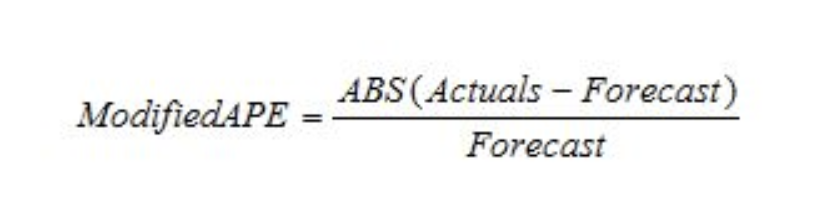 ModifiedAPE = ABS(Actuals − Forecast)
Forecast